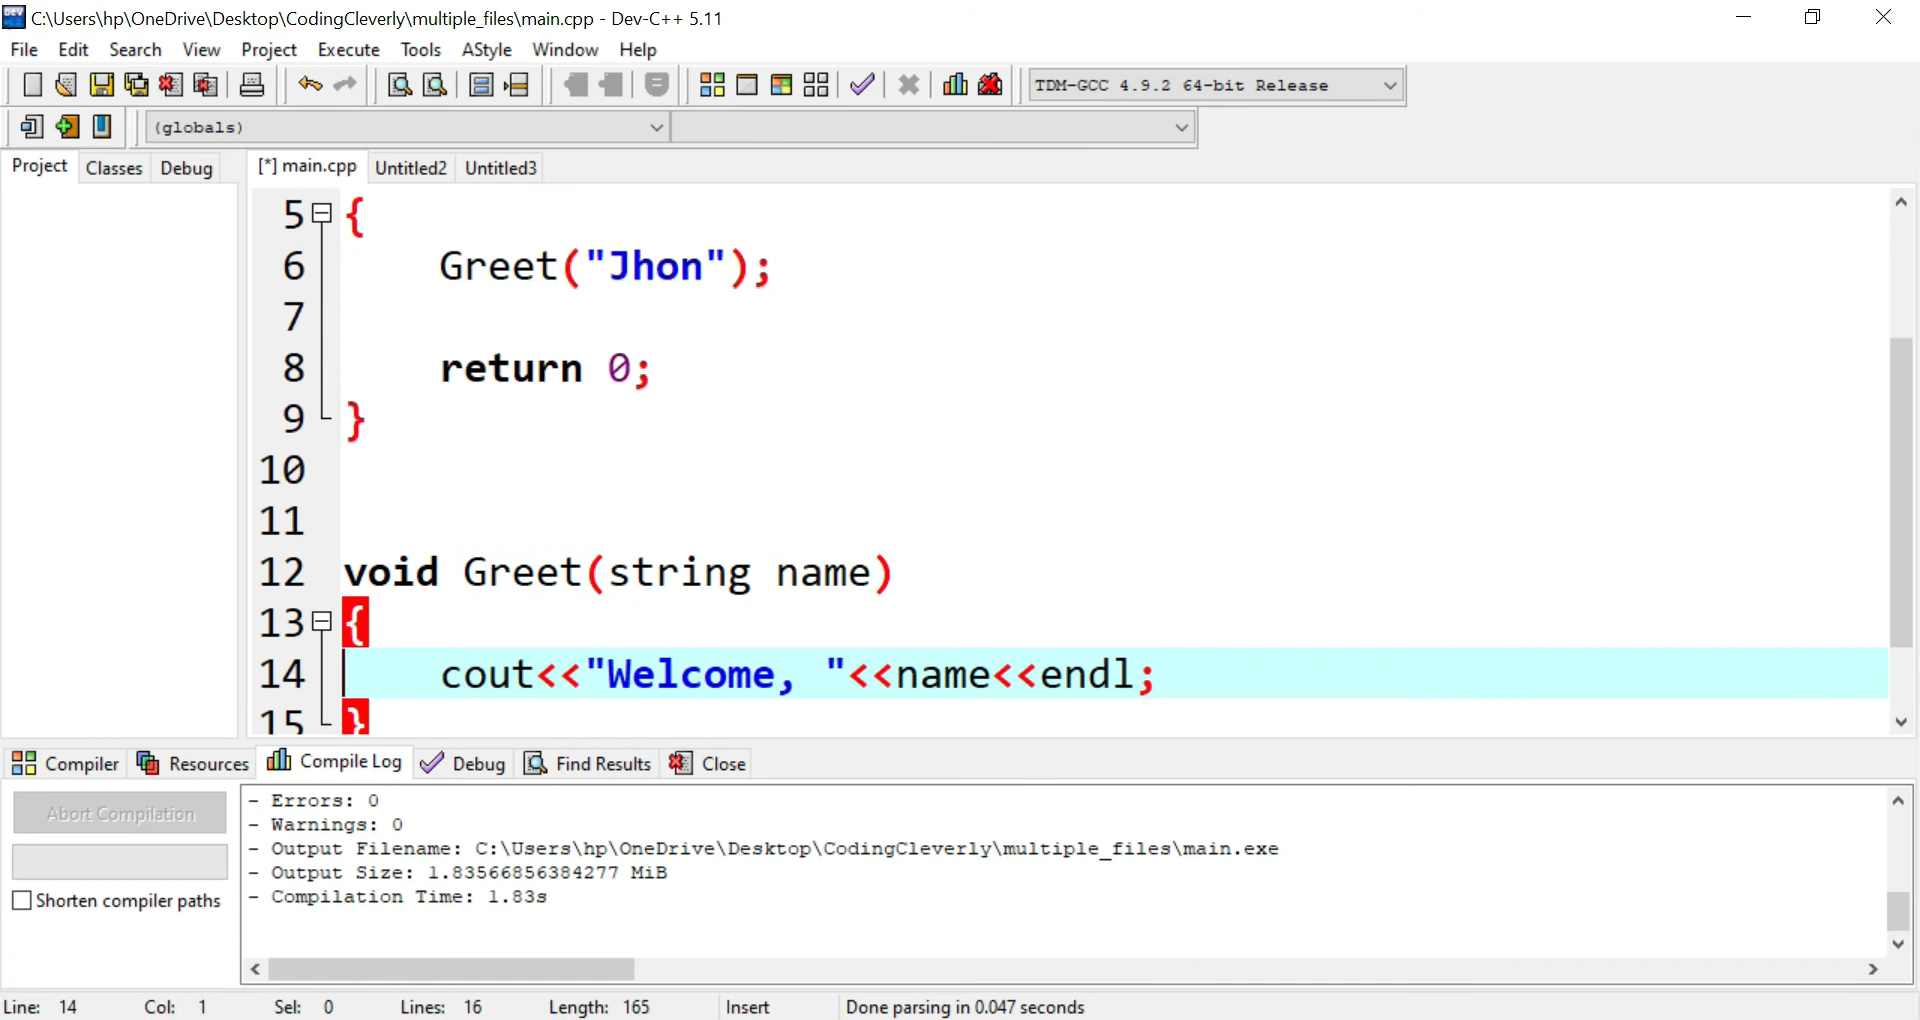 C:\Users\hp\OneDrive\Desktop\CodingCleverly\multiple_files\main.cpp - Dev-C++ 5.11
File Edit Search View Project Execute Tools AStyle Window Help
TDM-GCC 4.9.2 64-bit Release
(globals)
Project Classes Debug [*] main.cpp Untitled2 Untitled3
5 {
6 Greet("Jhon");
7
8 return 0;
9 }
10
11
12 void Greet(string name)
13 {
14 cout<<"Welcome, "<<name<<endl;
15 }
Compiler Resources Compile Log Debug Find Results Close
Abort Compilation
Shorten compiler paths
- Errors: 0
- Warnings: 0
- Output Filename: C:\Users\hp\OneDrive\Desktop\CodingCleverly\multiple_files\main.exe
- Output Size: 1.83566856384277 MiB
- Compilation Time: 1.83s
Line: 14 Col: 1 Sel: 0 Lines: 16 Length: 165 Insert Done parsing in 0.047 seconds